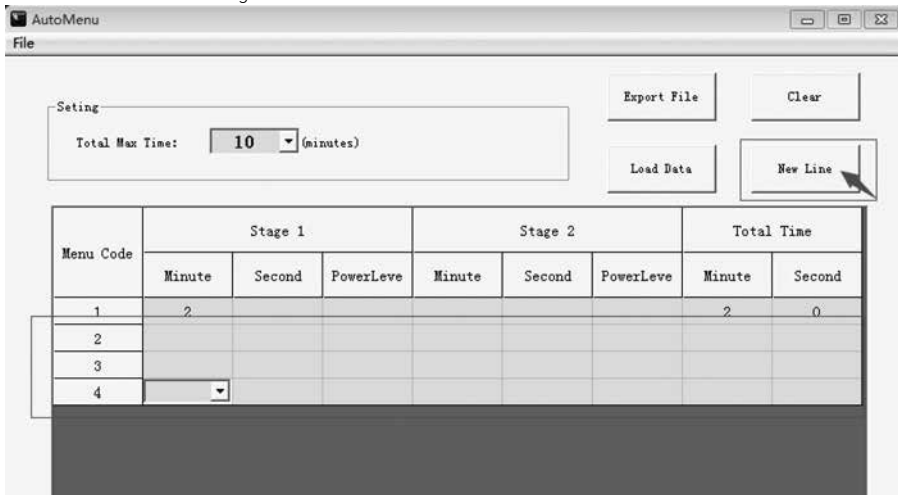 AutoMenu
File
Seting
Total Max Time: 10 (minutes)
Export File Clear
Load Data New Line
Menu Code Stage 1 Stage 2 Total Time
Minute Second PowerLeve Minute Second PowerLeve Minute Second
1 2 2 0
2
3
4